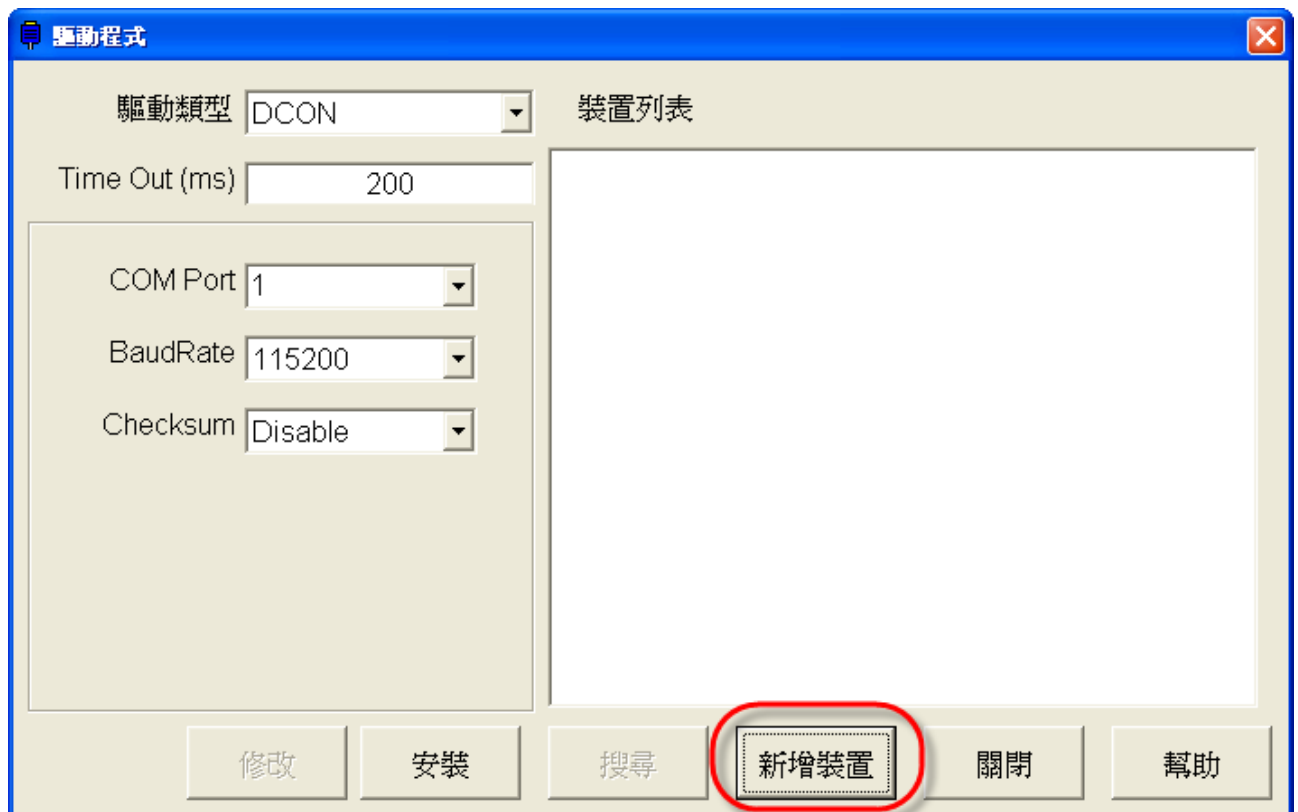 驅動程式
驅動類型 DCON
裝置列表
Time Out (ms) 200
COM Port 1
BaudRate 115200
Checksum Disable
修改 安裝 搜尋 新增裝置 關閉 幫助